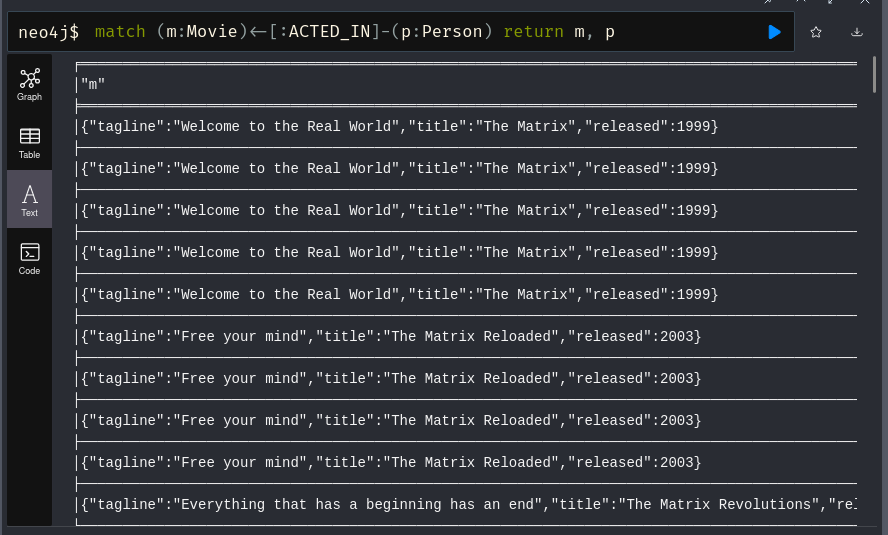 neo4j$ match (m:Movie)<-[:ACTED_IN]-(p:Person) return m, p
Graph
Table
Text
Code
"m"
{"tagline":"Welcome to the Real World","title":"The Matrix","released":1999}
{"tagline":"Welcome to the Real World","title":"The Matrix","released":1999}
{"tagline":"Welcome to the Real World","title":"The Matrix","released":1999}
{"tagline":"Welcome to the Real World","title":"The Matrix","released":1999}
{"tagline":"Welcome to the Real World","title":"The Matrix","released":1999}
{"tagline":"Free your mind","title":"The Matrix Reloaded","released":2003}
{"tagline":"Free your mind","title":"The Matrix Reloaded","released":2003}
{"tagline":"Free your mind","title":"The Matrix Reloaded","released":2003}
{"tagline":"Free your mind","title":"The Matrix Reloaded","released":2003}
{"tagline":"Everything that has a beginning has an end","title":"The Matrix Revolutions","rel